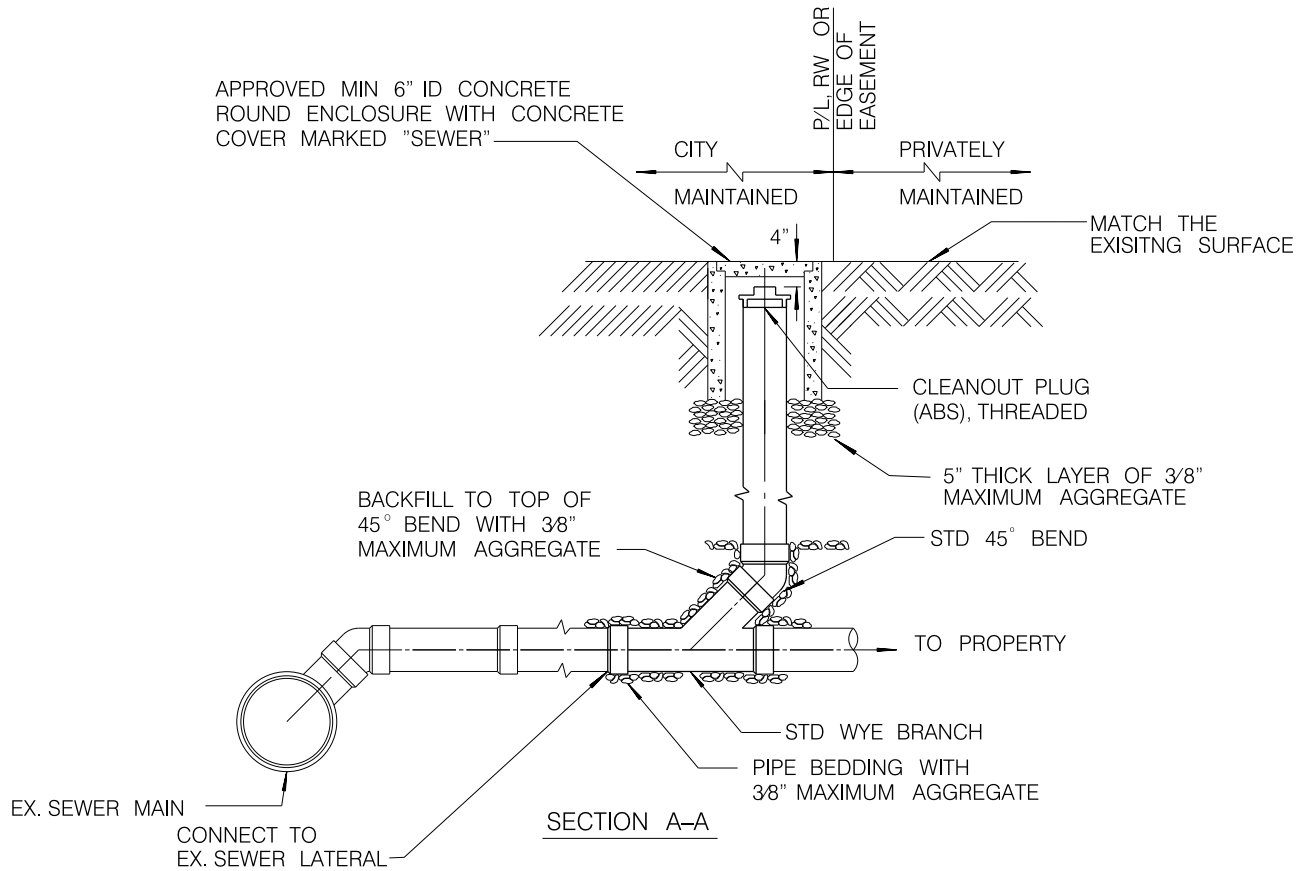 P/L, RW OR
EDGE OF
EASEMENT
APPROVED MIN 6" ID CONCRETE
ROUND ENCLOSURE WITH CONCRETE
COVER MARKED "SEWER"
CITY
MAINTAINED
PRIVATELY
MAINTAINED
4"
MATCH THE
EXISITNG SURFACE
CLEANOUT PLUG
(ABS), THREADED
5" THICK LAYER OF 3/8"
MAXIMUM AGGREGATE
BACKFILL TO TOP OF
45° BEND WITH 3/8"
MAXIMUM AGGREGATE
STD 45° BEND
TO PROPERTY
STD WYE BRANCH
PIPE BEDDING WITH
3/8" MAXIMUM AGGREGATE
EX. SEWER MAIN
CONNECT TO
EX. SEWER LATERAL
SECTION A-A